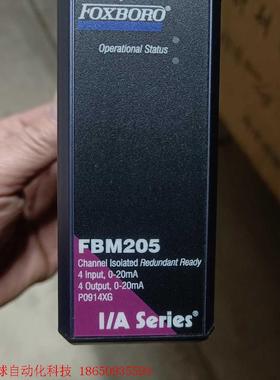 FOXBORO
Operational Status
FBM205
Channel Isolated Redundant Ready
4 Input, 0-20mA
4 Output, 0-20mA
P0914XG
I/A Series®
球自动化科技 18650935599